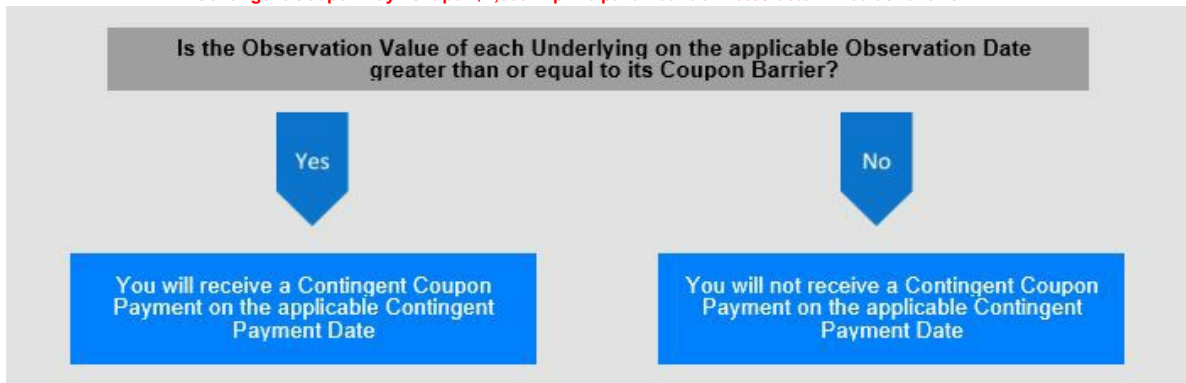 Is the Observation Value of each Underlying on the applicable Observation Date
greater than or equal to its Coupon Barrier?
Yes
No
You will receive a Contingent Coupon
Payment on the applicable Contingent
Payment Date
You will not receive a Contingent Coupon
Payment on the applicable Contingent
Payment Date